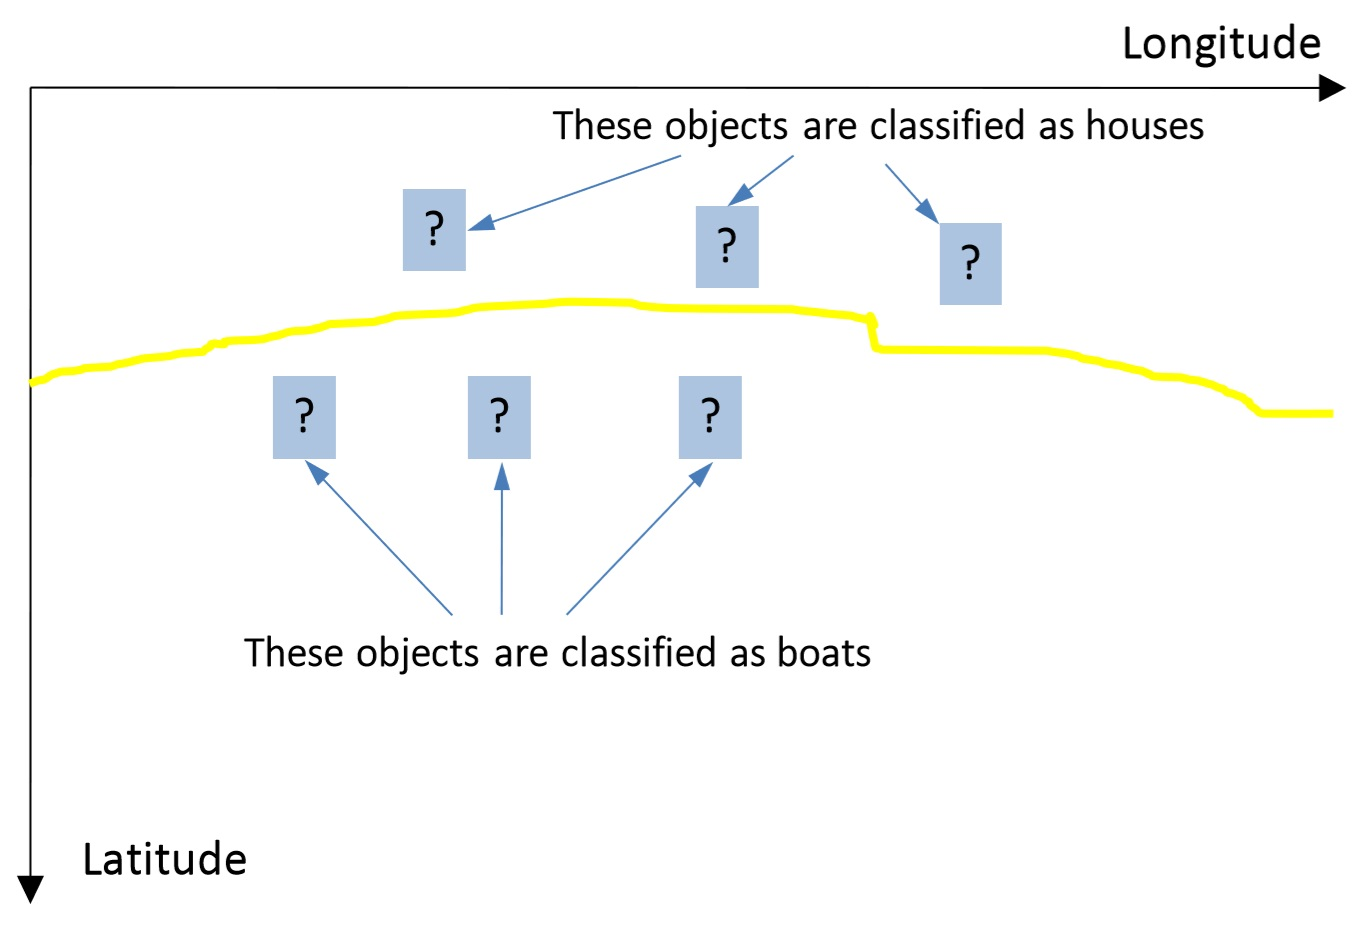 Longitude
These objects are classified as houses
?
?
?
?
?
?
These objects are classified as boats
Latitude